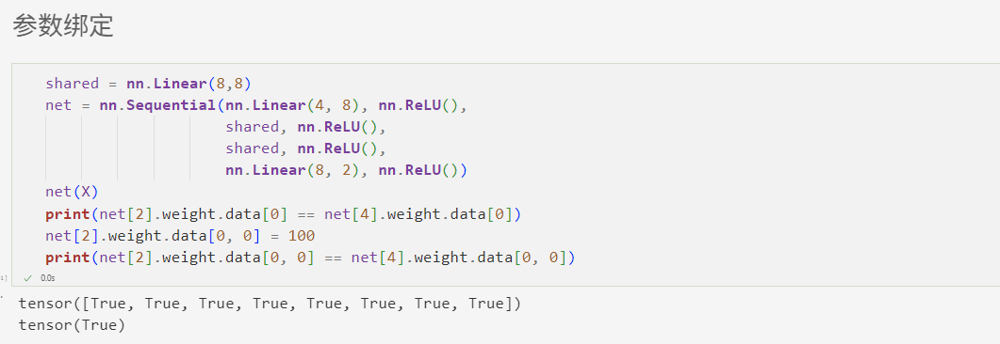 参数绑定
shared = nn.Linear(8,8)
net = nn.Sequential(nn.Linear(4, 8), nn.ReLU(),
                    shared, nn.ReLU(),
                    shared, nn.ReLU(),
                    nn.Linear(8, 2), nn.ReLU())
net(X)
print(net[2].weight.data[0] == net[4].weight.data[0])
net[2].weight.data[0, 0] = 100
print(net[2].weight.data[0, 0] == net[4].weight.data[0, 0])
1] ✓ 0.0s
tensor([True, True, True, True, True, True, True, True])
tensor(True)